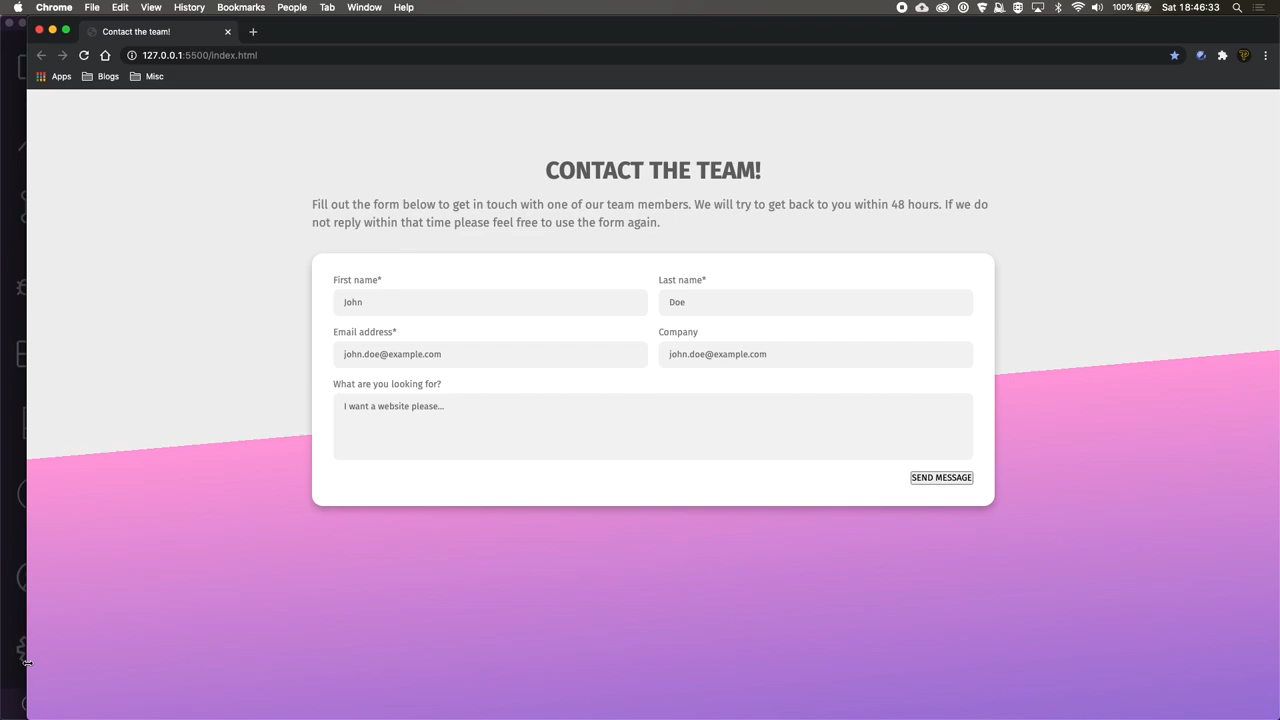 Chrome File Edit View History Bookmarks People Tab Window Help 100% Sat 18:46:33
Contact the team!
127.0.0.1:5500/index.html
Apps Blogs Misc
CONTACT THE TEAM!
Fill out the form below to get in touch with one of our team members. We will try to get back to you within 48 hours. If we do
not reply within that time please feel free to use the form again.
First name* Last name*
John Doe
Email address* Company
john.doe@example.com john.doe@example.com
What are you looking for?
I want a website please...
SEND MESSAGE